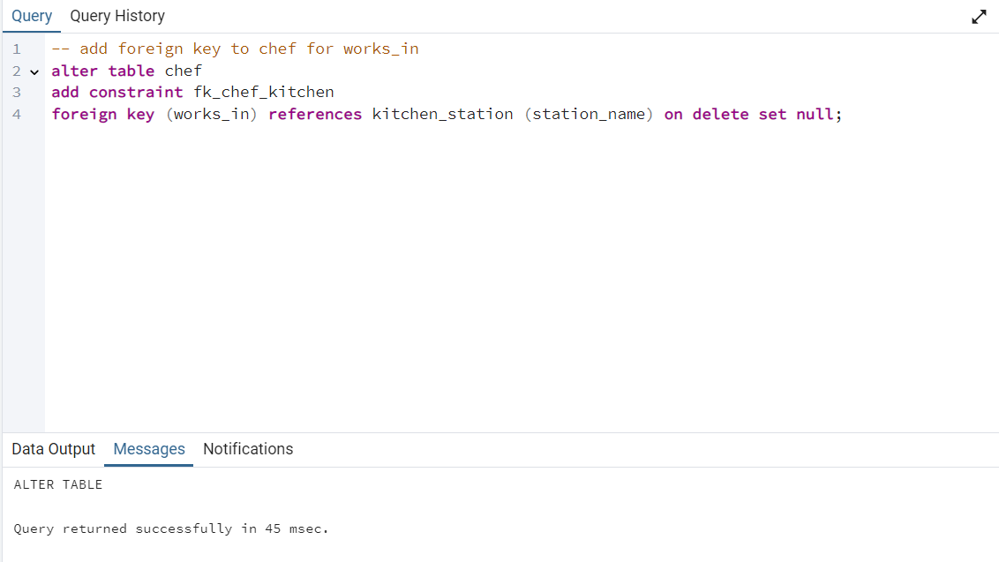 Query Query History
1 -- add foreign key to chef for works_in
2 alter table chef
3 add constraint fk_chef_kitchen
4 foreign key (works_in) references kitchen_station (station_name) on delete set null;
Data Output Messages Notifications
ALTER TABLE
Query returned successfully in 45 msec.